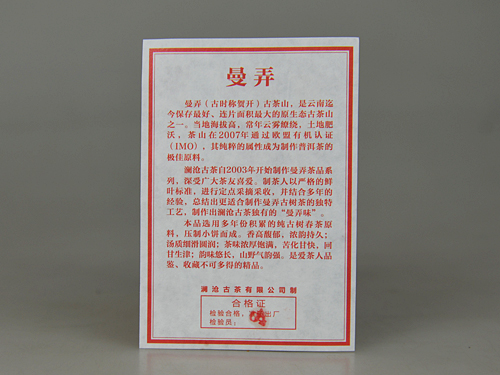 曼弄
曼弄(古时称贺开)古茶山,是云南迄
今保存最好、连片面积最大的原生态古茶山
之一。当地海拔高,常年云雾缭绕,土地肥
沃,茶山在2007年通过欧盟有机认证
(IMO),其纯粹的属性成为制作普洱茶的
极佳原料。
澜沧古茶自2003年开始制作曼弄茶品系
列,深受广大茶友喜爱。制茶人以严格的鲜
叶标准,进行定点采摘采收,并结合多年的
经验,总结出更适合制作曼弄古树茶的独特
工艺,制作出澜沧古茶独有的“曼弄味”。
本品选用多年份积累的纯古树春茶原
料,压制小饼而成。香高馥郁,浓韵持久;
汤质细滑圆润;茶味浓厚饱满,苦化甘快,回
甘生津;韵味悠长,山野气韵强。是爱茶人品
鉴、收藏不可多得的精品。
澜沧古茶有限公司制
合格证
检验合格,出厂
检验员: